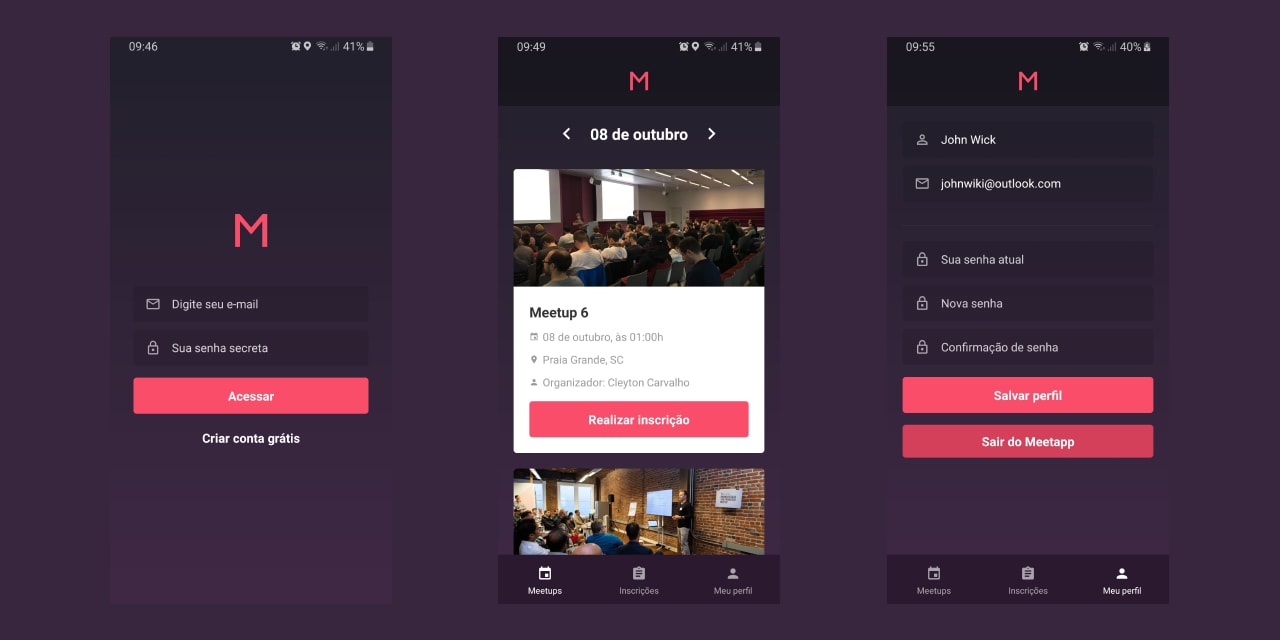 09:46
41%
M
Digite seu e-mail
Sua senha secreta
Acessar
Criar conta grátis
09:49
41%
M
08 de outubro
Meetup 6
08 de outubro, às 01:00h
Praia Grande, SC
Organizador: Cleyton Carvalho
Realizar inscrição
Meetups
Inscrições
Meu perfil
09:55
40%
M
John Wick
johnwiki@outlook.com
Sua senha atual
Nova senha
Confirmação de senha
Salvar perfil
Sair do Meetapp
Meetups
Inscrições
Meu perfil